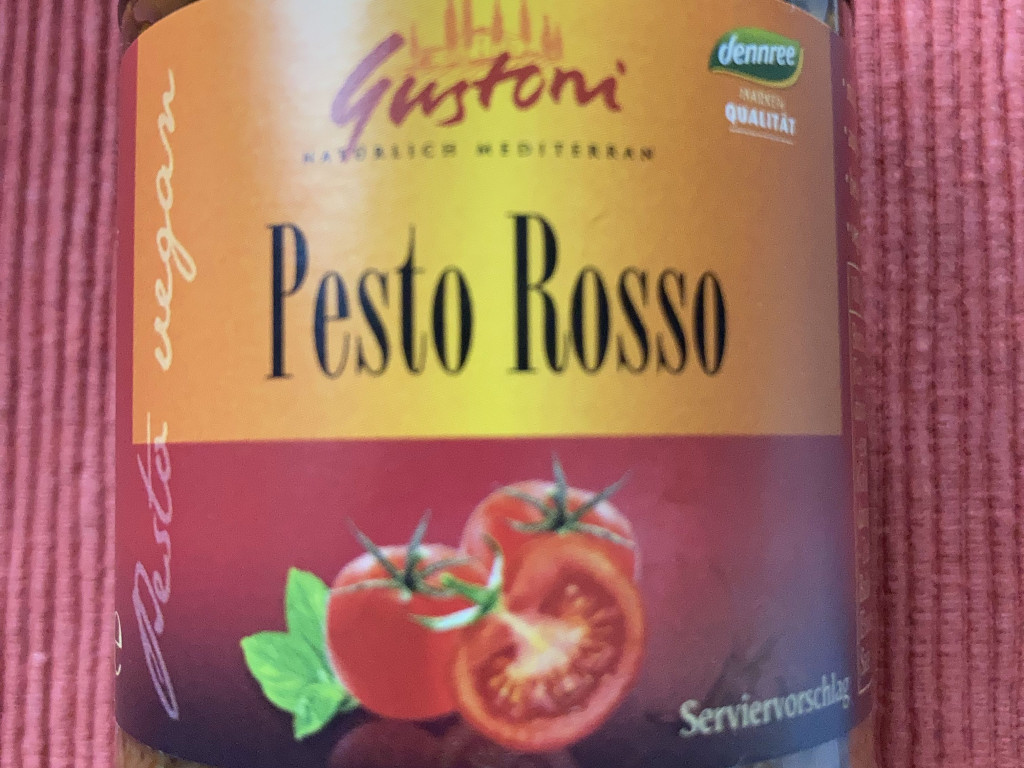 Gustoni
NATÜRLICH MEDITERRAN
dennree
MARKEN
QUALITÄT
Pesto Rosso
Pesto vegan
Serviervorschlag